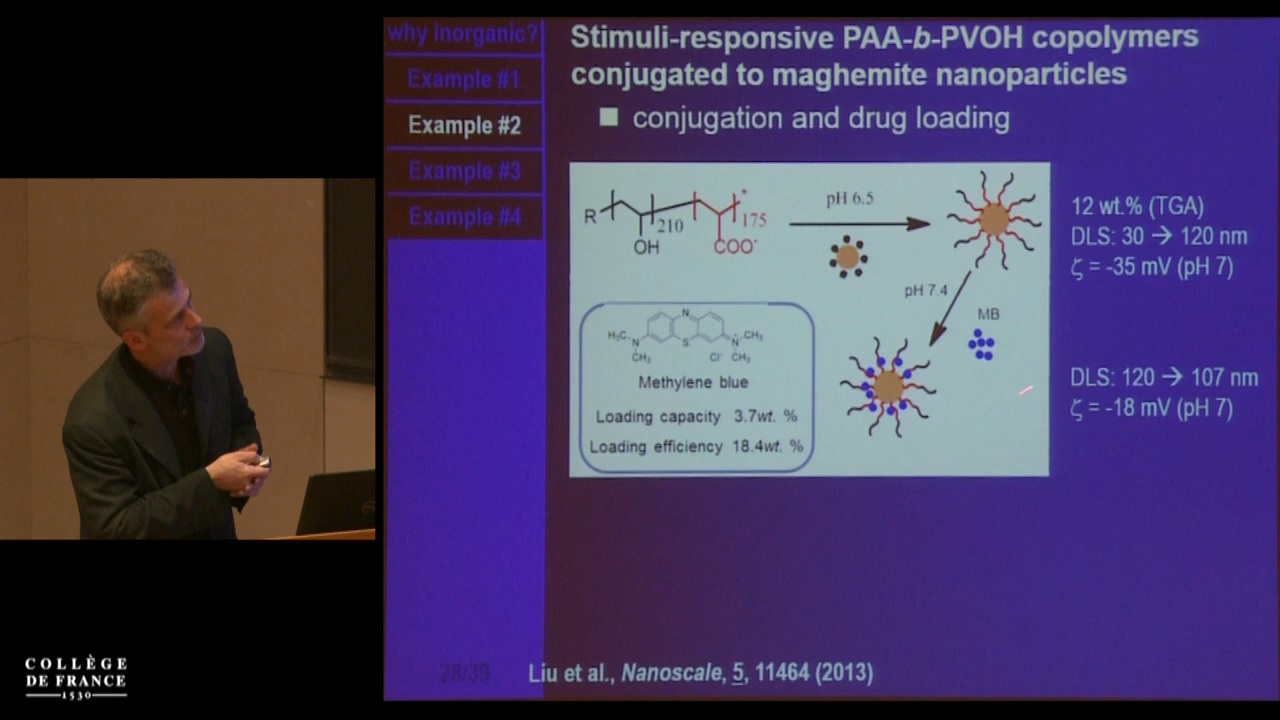 why inorganic?
Example #1
Example #2
Example #3
Example #4
Stimuli-responsive PAA-b-PVOH copolymers
conjugated to maghemite nanoparticles
conjugation and drug loading
R
210
*
175
OH
COO⁻
pH 6.5
pH 7.4
MB
12 wt.% (TGA)
DLS: 30 → 120 nm
ζ = -35 mV (pH 7)
DLS: 120 → 107 nm
ζ = -18 mV (pH 7)
N
H₃C
N
S
N
CH₃
CH₃
Cl⁻ CH₃
Methylene blue
Loading capacity 3.7wt. %
Loading efficiency 18.4wt. %
28/39
Liu et al., Nanoscale, 5, 11464 (2013)
COLLÈGE
DE FRANCE
1530